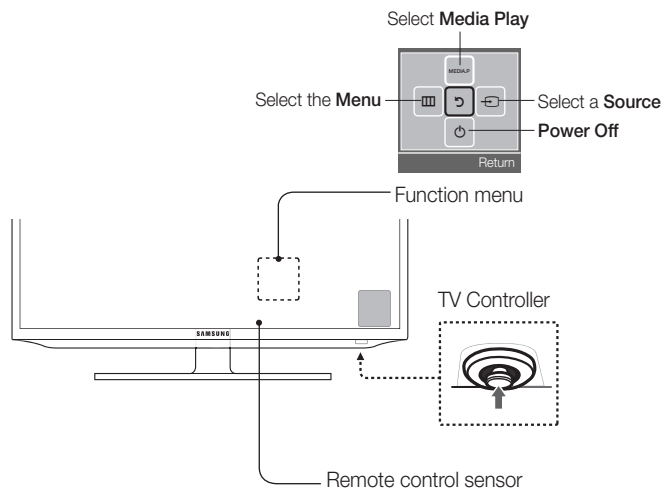 Select Media Play
MEDIA.P
Select the Menu
Select a Source
Power Off
Return
Function menu
TV Controller
SAMSUNG
Remote control sensor